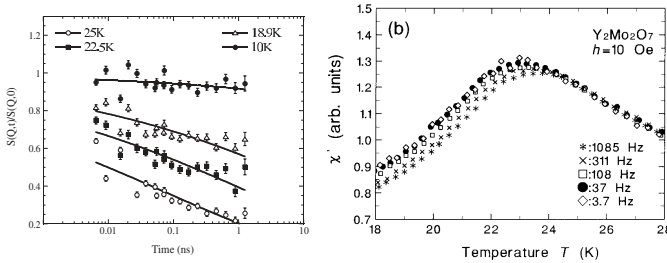 25K
22.5K
18.9K
10K
1.2
1
0.8
0.6
0.4
0.2
S(Q,t)/S(Q,0)
0.001
0.01
0.1
1
10
Time (ns)
(b)
Y₂Mo₂O₇
h=10 Oe
1.5
1.4
1.3
1.2
1.1
1.0
0.9
0.8
0.7
χ' (arb. units)
:1085 Hz
:311 Hz
:108 Hz
:37 Hz
:3.7 Hz
18
20
22
24
26
28
Temperature T (K)